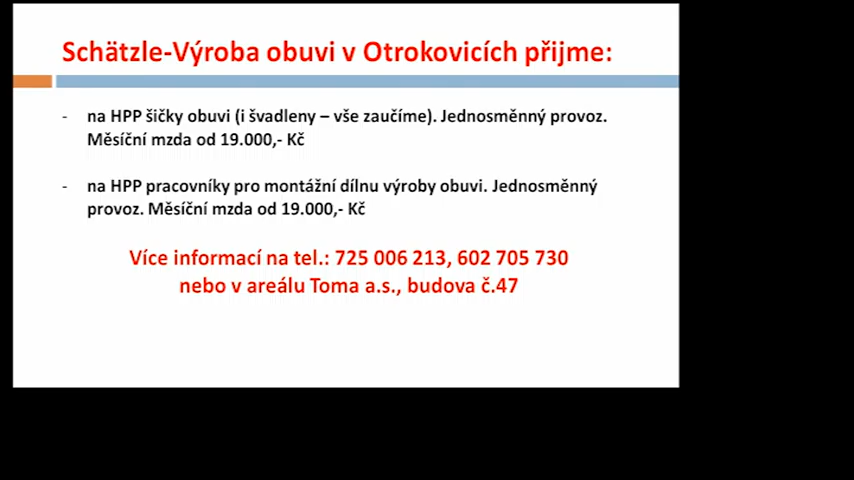 Schätzle-Výroba obuvi v Otrokovicích přijme:
- na HPP šičky obuvi (i švadleny – vše zaučíme). Jednosměnný provoz.
Měsíční mzda od 19.000,- Kč
- na HPP pracovníky pro montážní dílnu výroby obuvi. Jednosměnný
provoz. Měsíční mzda od 19.000,- Kč
Více informací na tel.: 725 006 213, 602 705 730
nebo v areálu Toma a.s., budova č.47